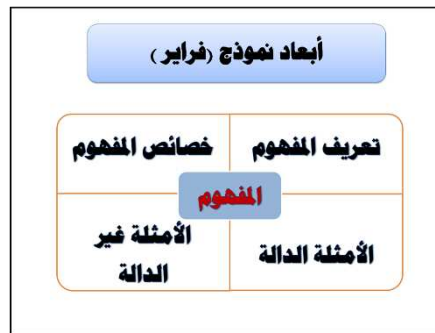 أبعاد نموذج (فراير)
تعريف المفهوم
خصائص المفهوم
المفهوم
الأمثلة الدالة
الأمثلة غير
الدالة